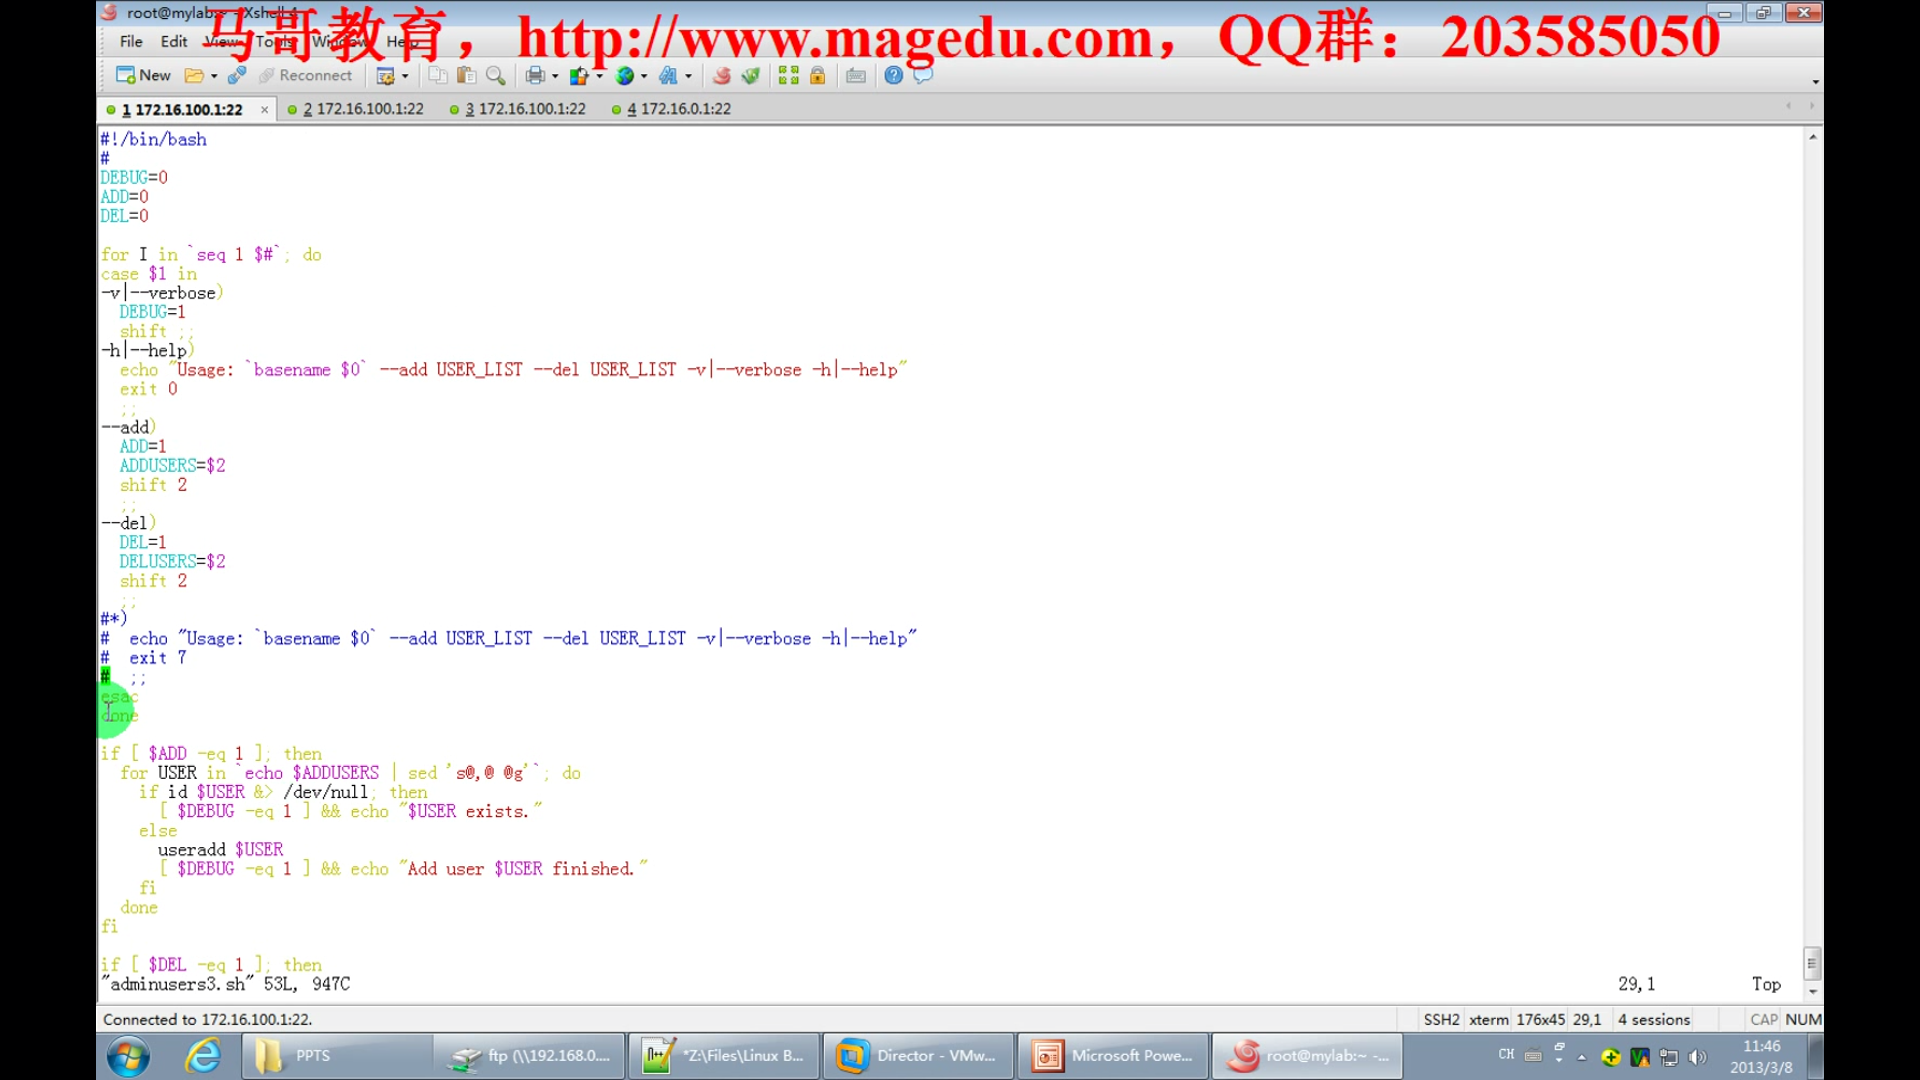 root@mylab:~ - Xshell 4
马哥教育，http://www.magedu.com，QQ群：203585050
File Edit View Tools Window Help
New Reconnect
1 172.16.100.1:22 × 2 172.16.100.1:22 3 172.16.100.1:22 4 172.16.0.1:22
#!/bin/bash
#
DEBUG=0
ADD=0
DEL=0
for I in `seq 1 $#`; do
case $1 in
-v|--verbose)
DEBUG=1
shift ;;
-h|--help)
echo "Usage: `basename $0` --add USER_LIST --del USER_LIST -v|--verbose -h|--help"
exit 0
;;
--add)
ADD=1
ADDUSERS=$2
shift 2
;;
--del)
DEL=1
DELUSERS=$2
shift 2
;;
#*)
#  echo "Usage: `basename $0` --add USER_LIST --del USER_LIST -v|--verbose -h|--help"
#  exit 7
#  ;;
esac
done
if [ $ADD -eq 1 ]; then
for USER in `echo $ADDUSERS | sed 's@,@ @g'`; do
if id $USER &> /dev/null; then
[ $DEBUG -eq 1 ] && echo "$USER exists."
else
useradd $USER
[ $DEBUG -eq 1 ] && echo "Add user $USER finished."
fi
done
fi
if [ $DEL -eq 1 ]; then
"adminusers3.sh" 53L, 947C 29,1 Top
Connected to 172.16.100.1:22. SSH2 xterm 176x45 29,1 4 sessions CAP NUM
PPTS ftp (\\192.168.0.... *Z:\Files\Linux B... Director - VMw... Microsoft Powe... root@mylab:~ -... CH 11:46
2013/3/8